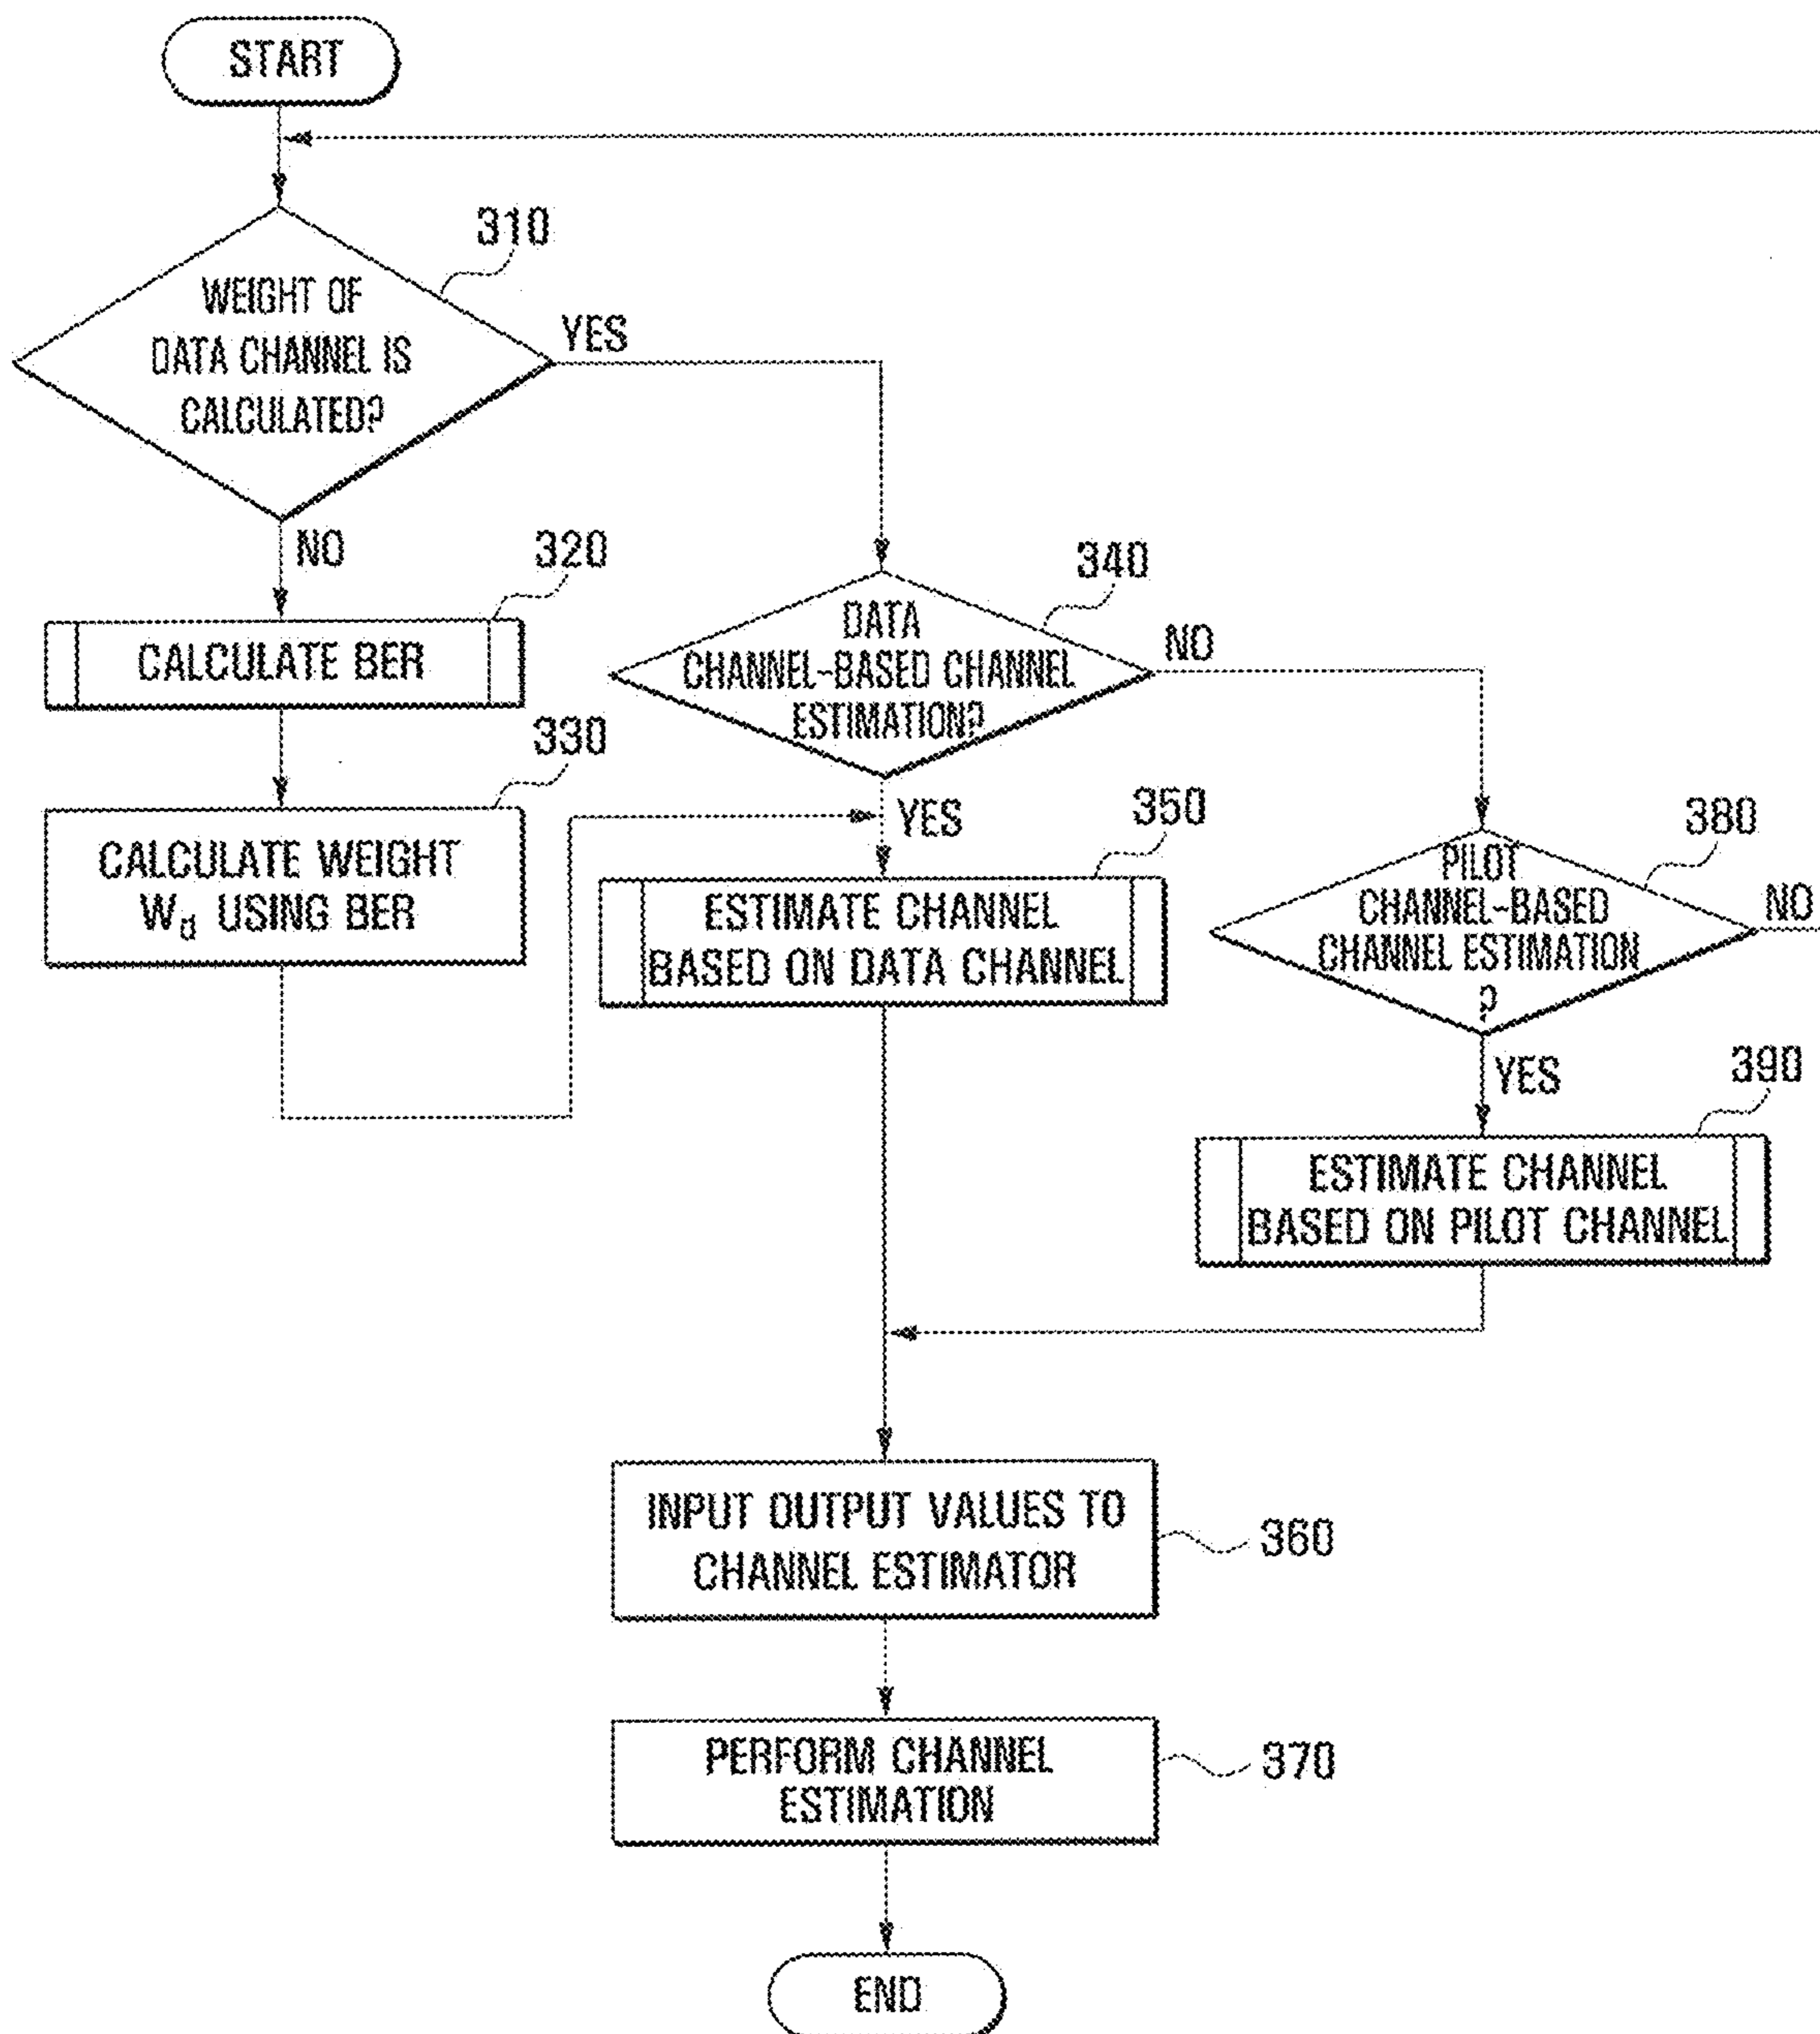 START
310
WEIGHT OF
DATA CHANNEL IS
CALCULATED?
YES
NO
320
CALCULATE BER
330
CALCULATE WEIGHT
Wd USING BER
340
DATA
CHANNEL-BASED CHANNEL
ESTIMATION?
NO
YES
350
ESTIMATE CHANNEL
BASED ON DATA CHANNEL
380
PILOT
CHANNEL-BASED
CHANNEL ESTIMATION
?
NO
YES
390
ESTIMATE CHANNEL
BASED ON PILOT CHANNEL
INPUT OUTPUT VALUES TO
CHANNEL ESTIMATOR
360
PERFORM CHANNEL
ESTIMATION
370
END